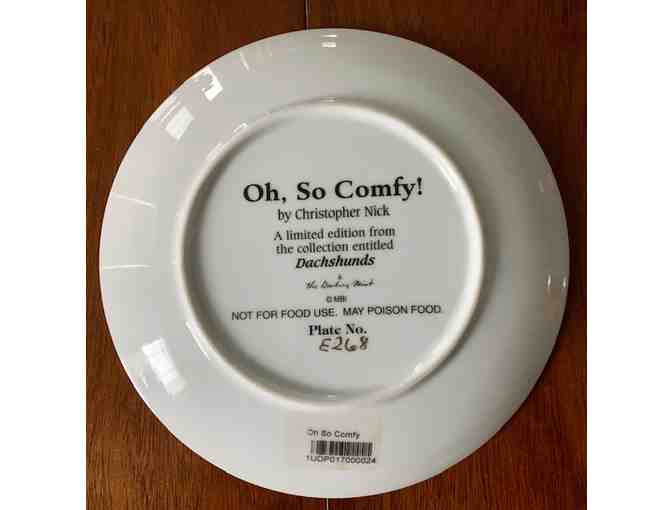 Oh, So Comfy!
by Christopher Nick
A limited edition from
the collection entitled
Dachshunds
The Danbury Mint
© MBI
NOT FOR FOOD USE. MAY POISON FOOD.
Plate No.
E268
Oh So Comfy
1UDP017000024